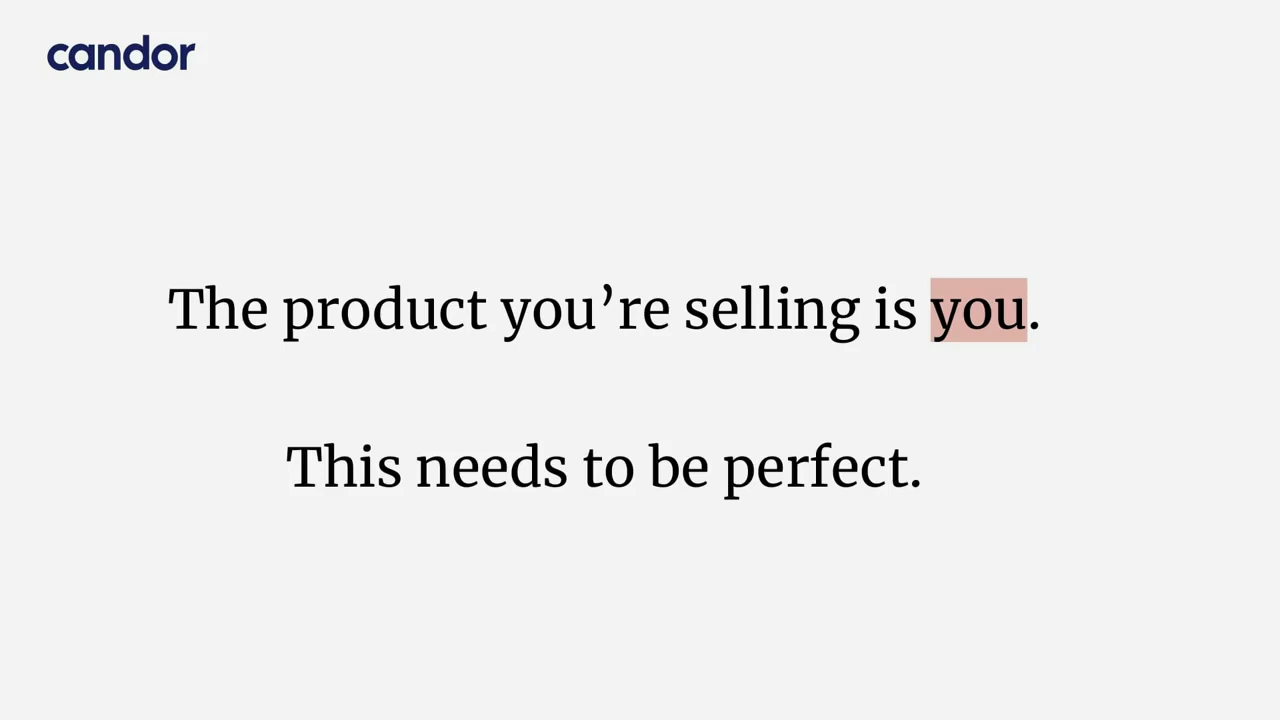 candor
The product you’re selling is you.
This needs to be perfect.